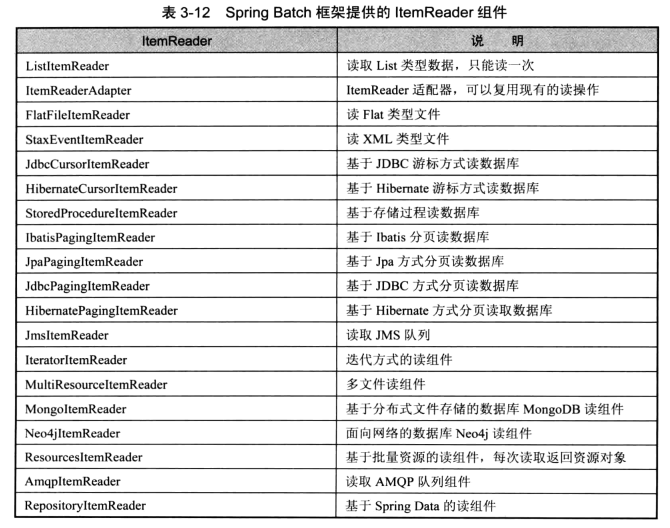 表 3-12 Spring Batch 框架提供的 ItemReader 组件
ItemReader 说 明
ListItemReader 读取 List 类型数据，只能读一次
ItemReaderAdapter ItemReader 适配器，可以复用现有的读操作
FlatFileItemReader 读 Flat 类型文件
StaxEventItemReader 读 XML 类型文件
JdbcCursorItemReader 基于 JDBC 游标方式读数据库
HibernateCursorItemReader 基于 Hibernate 游标方式读数据库
StoredProcedureItemReader 基于存储过程读数据库
IbatisPagingItemReader 基于 Ibatis 分页读数据库
JpaPagingItemReader 基于 Jpa 方式分页读数据库
JdbcPagingItemReader 基于 JDBC 方式分页读数据库
HibernatePagingItemReader 基于 Hibernate 方式分页读取数据库
JmsItemReader 读取 JMS 队列
IteratorItemReader 迭代方式的读组件
MultiResourceItemReader 多文件读组件
MongoItemReader 基于分布式文件存储的数据库 MongoDB 读组件
Neo4jItemReader 面向网络的数据库 Neo4j 读组件
ResourcesItemReader 基于批量资源的读组件，每次读取返回资源对象
AmqpItemReader 读取 AMQP 队列组件
RepositoryItemReader 基于 Spring Data 的读组件